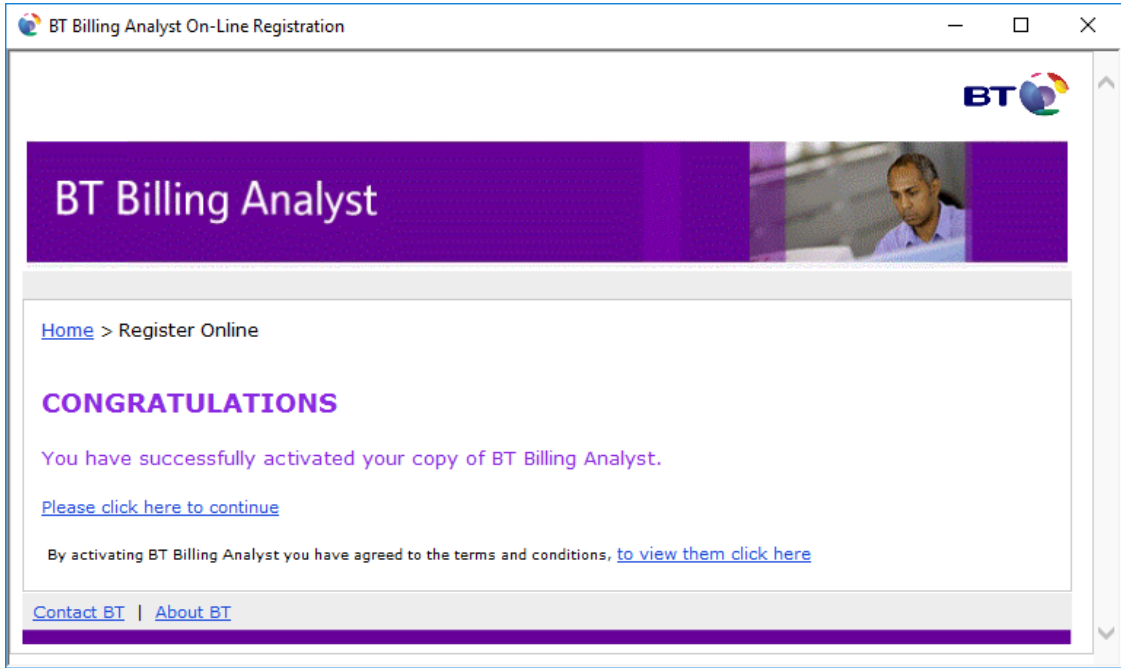 BT Billing Analyst On-Line Registration
BT
BT Billing Analyst
Home > Register Online
CONGRATULATIONS
You have successfully activated your copy of BT Billing Analyst.
Please click here to continue
By activating BT Billing Analyst you have agreed to the terms and conditions, to view them click here
Contact BT | About BT